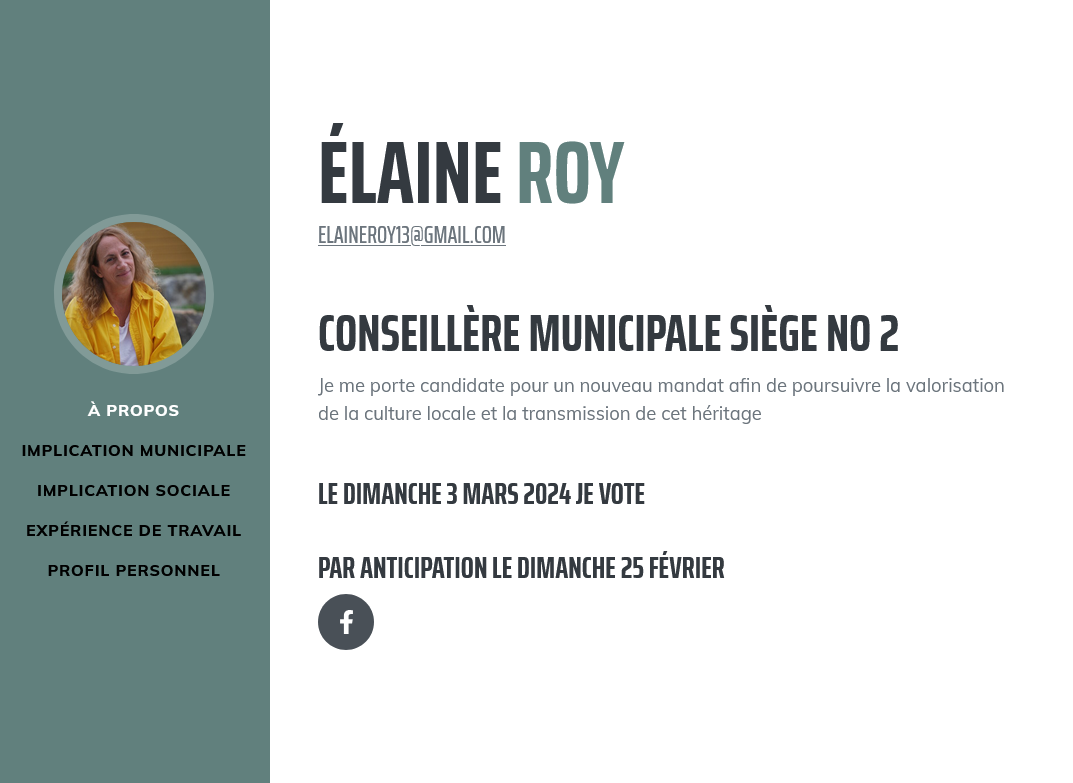 À PROPOS
IMPLICATION MUNICIPALE
IMPLICATION SOCIALE
EXPÉRIENCE DE TRAVAIL
PROFIL PERSONNEL
ÉLAINE ROY
ELAINEROY13@GMAIL.COM
CONSEILLÈRE MUNICIPALE SIÈGE NO 2
Je me porte candidate pour un nouveau mandat afin de poursuivre la valorisation
de la culture locale et la transmission de cet héritage
LE DIMANCHE 3 MARS 2024 JE VOTE
PAR ANTICIPATION LE DIMANCHE 25 FÉVRIER